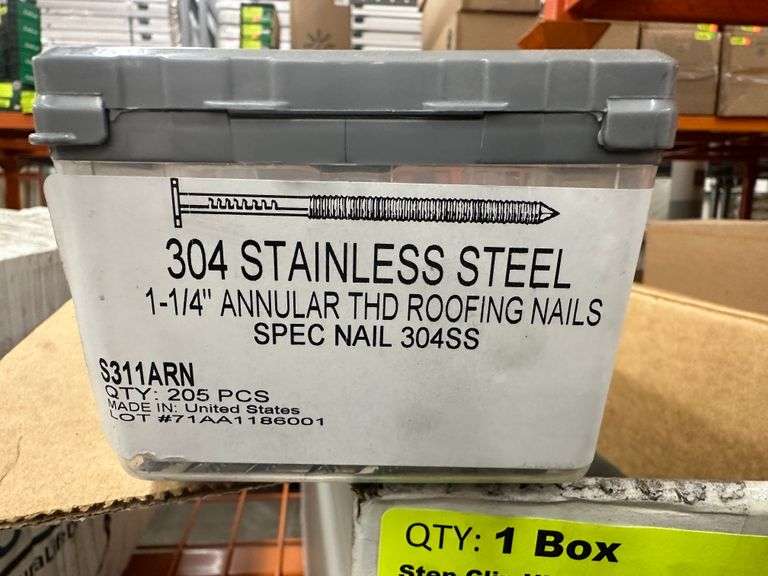 304 STAINLESS STEEL
1-1/4" ANNULAR THD ROOFING NAILS
SPEC NAIL 304SS
S311ARN
QTY: 205 PCS
MADE IN: United States
LOT #71AA1186001
QTY: 1 Box